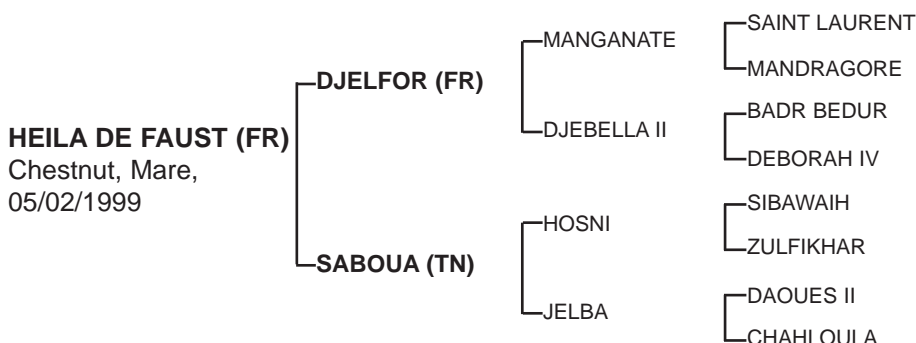 SAINT LAURENT
MANGANATE
MANDRAGORE
DJELFOR (FR)
BADR BEDUR
DJEBELLA II
DEBORAH IV
HEILA DE FAUST (FR)
Chestnut, Mare,
05/02/1999
SIBAWAIH
HOSNI
ZULFIKHAR
SABOUA (TN)
DAOUES II
JELBA
CHAHLOULA